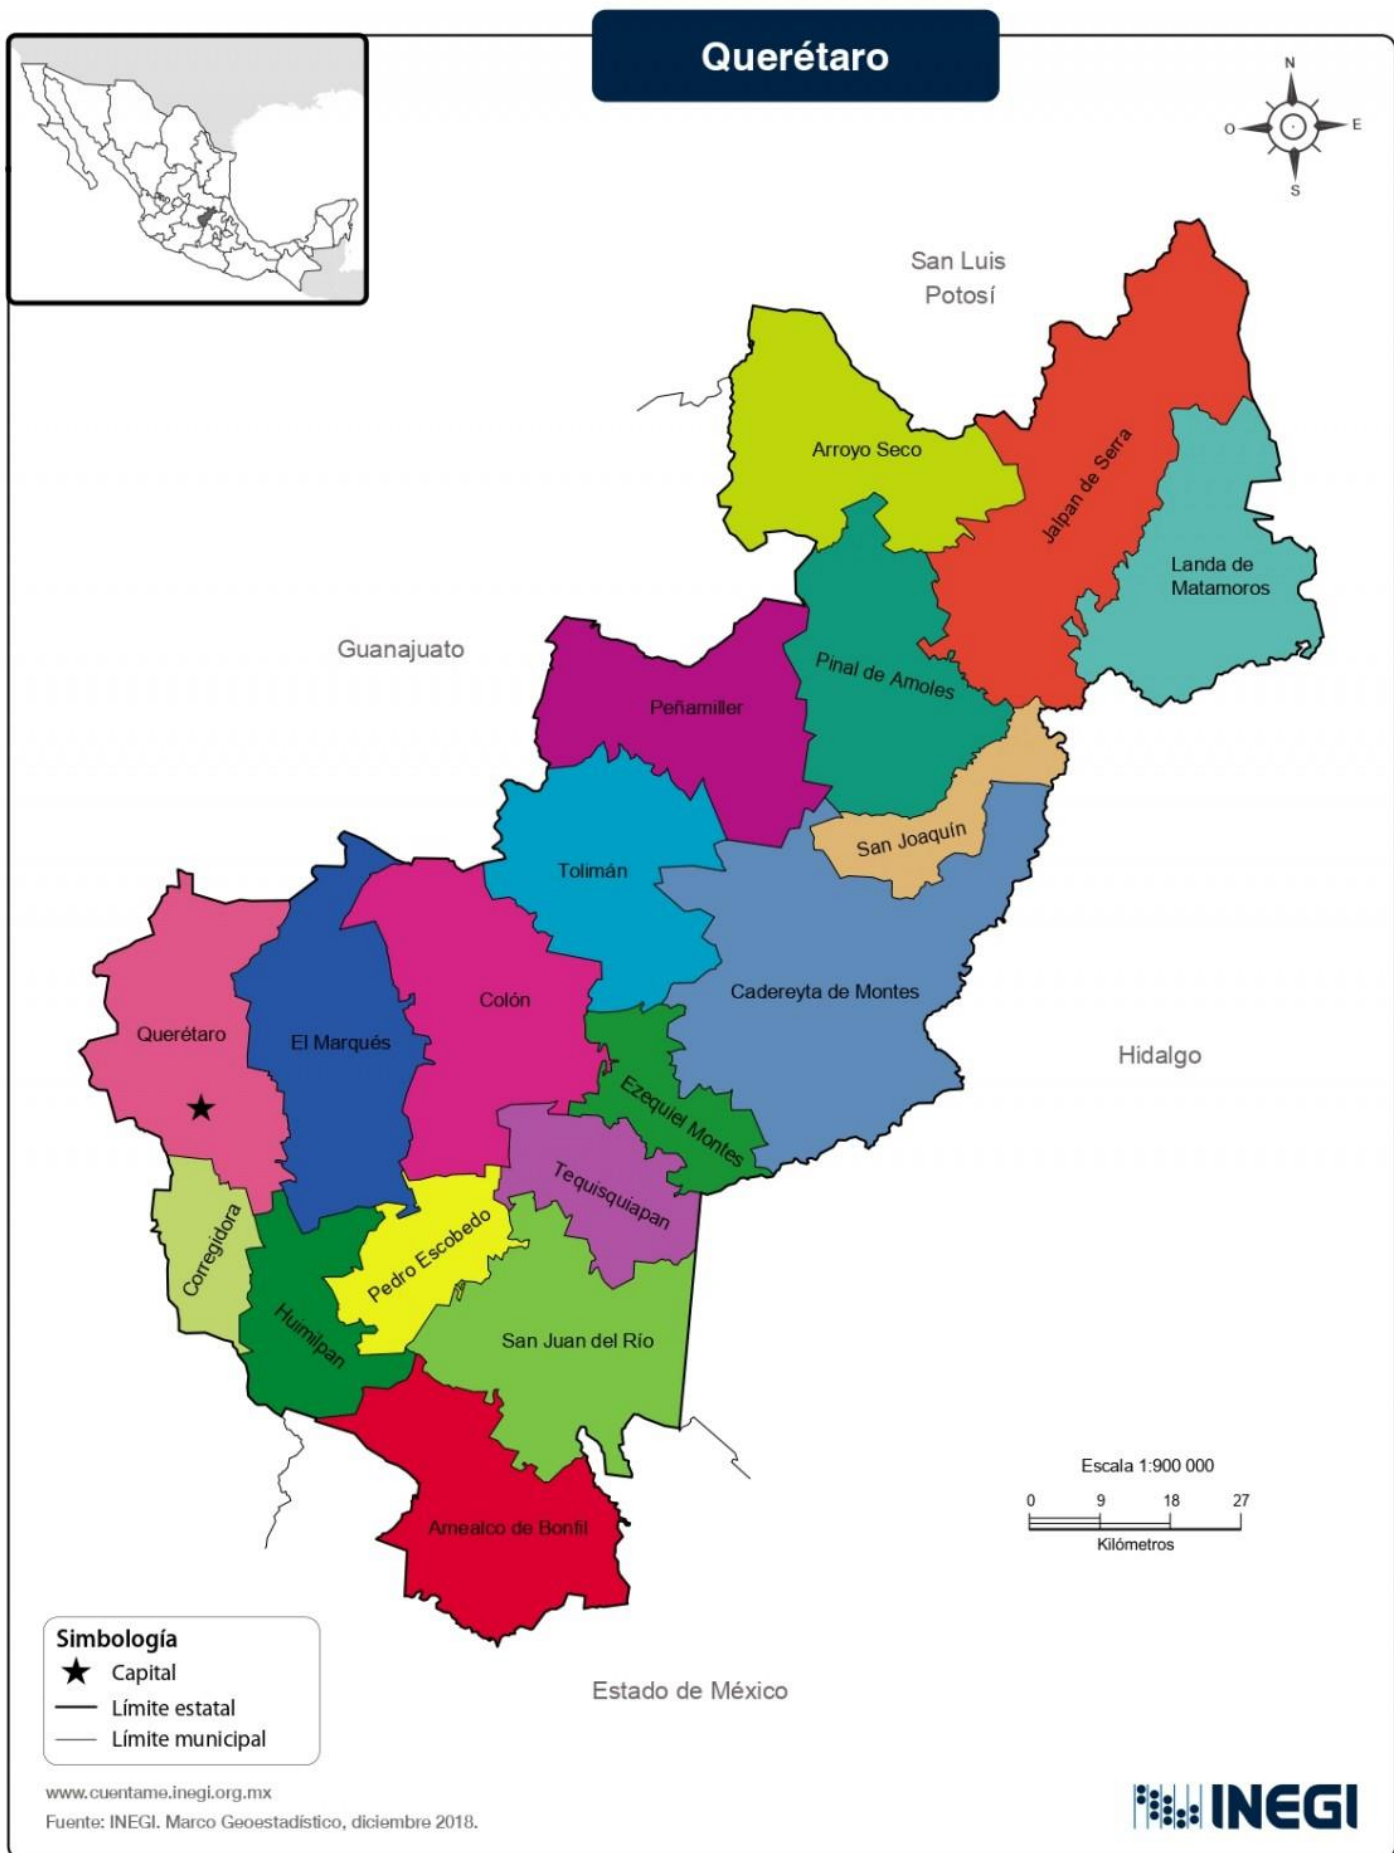 Querétaro
N
O
E
S
San Luis
Potosí
Arroyo Seco
Jalpan de Serra
Landa de
Matamoros
Guanajuato
Pinal de Amoles
Peñamiller
San Joaquín
Tolimán
Cadereyta de Montes
Colón
Querétaro
El Marqués
Hidalgo
Ezequiel Montes
Tequisquiapan
Corregidora
Pedro Escobedo
Huimilpan
San Juan del Río
Escala 1:900 000
0 9 18 27
Kilómetros
Amealco de Bonfil
Simbología
Capital
Límite estatal
Límite municipal
Estado de México
www.cuentame.inegi.org.mx
Fuente: INEGI. Marco Geoestadístico, diciembre 2018.
INEGI